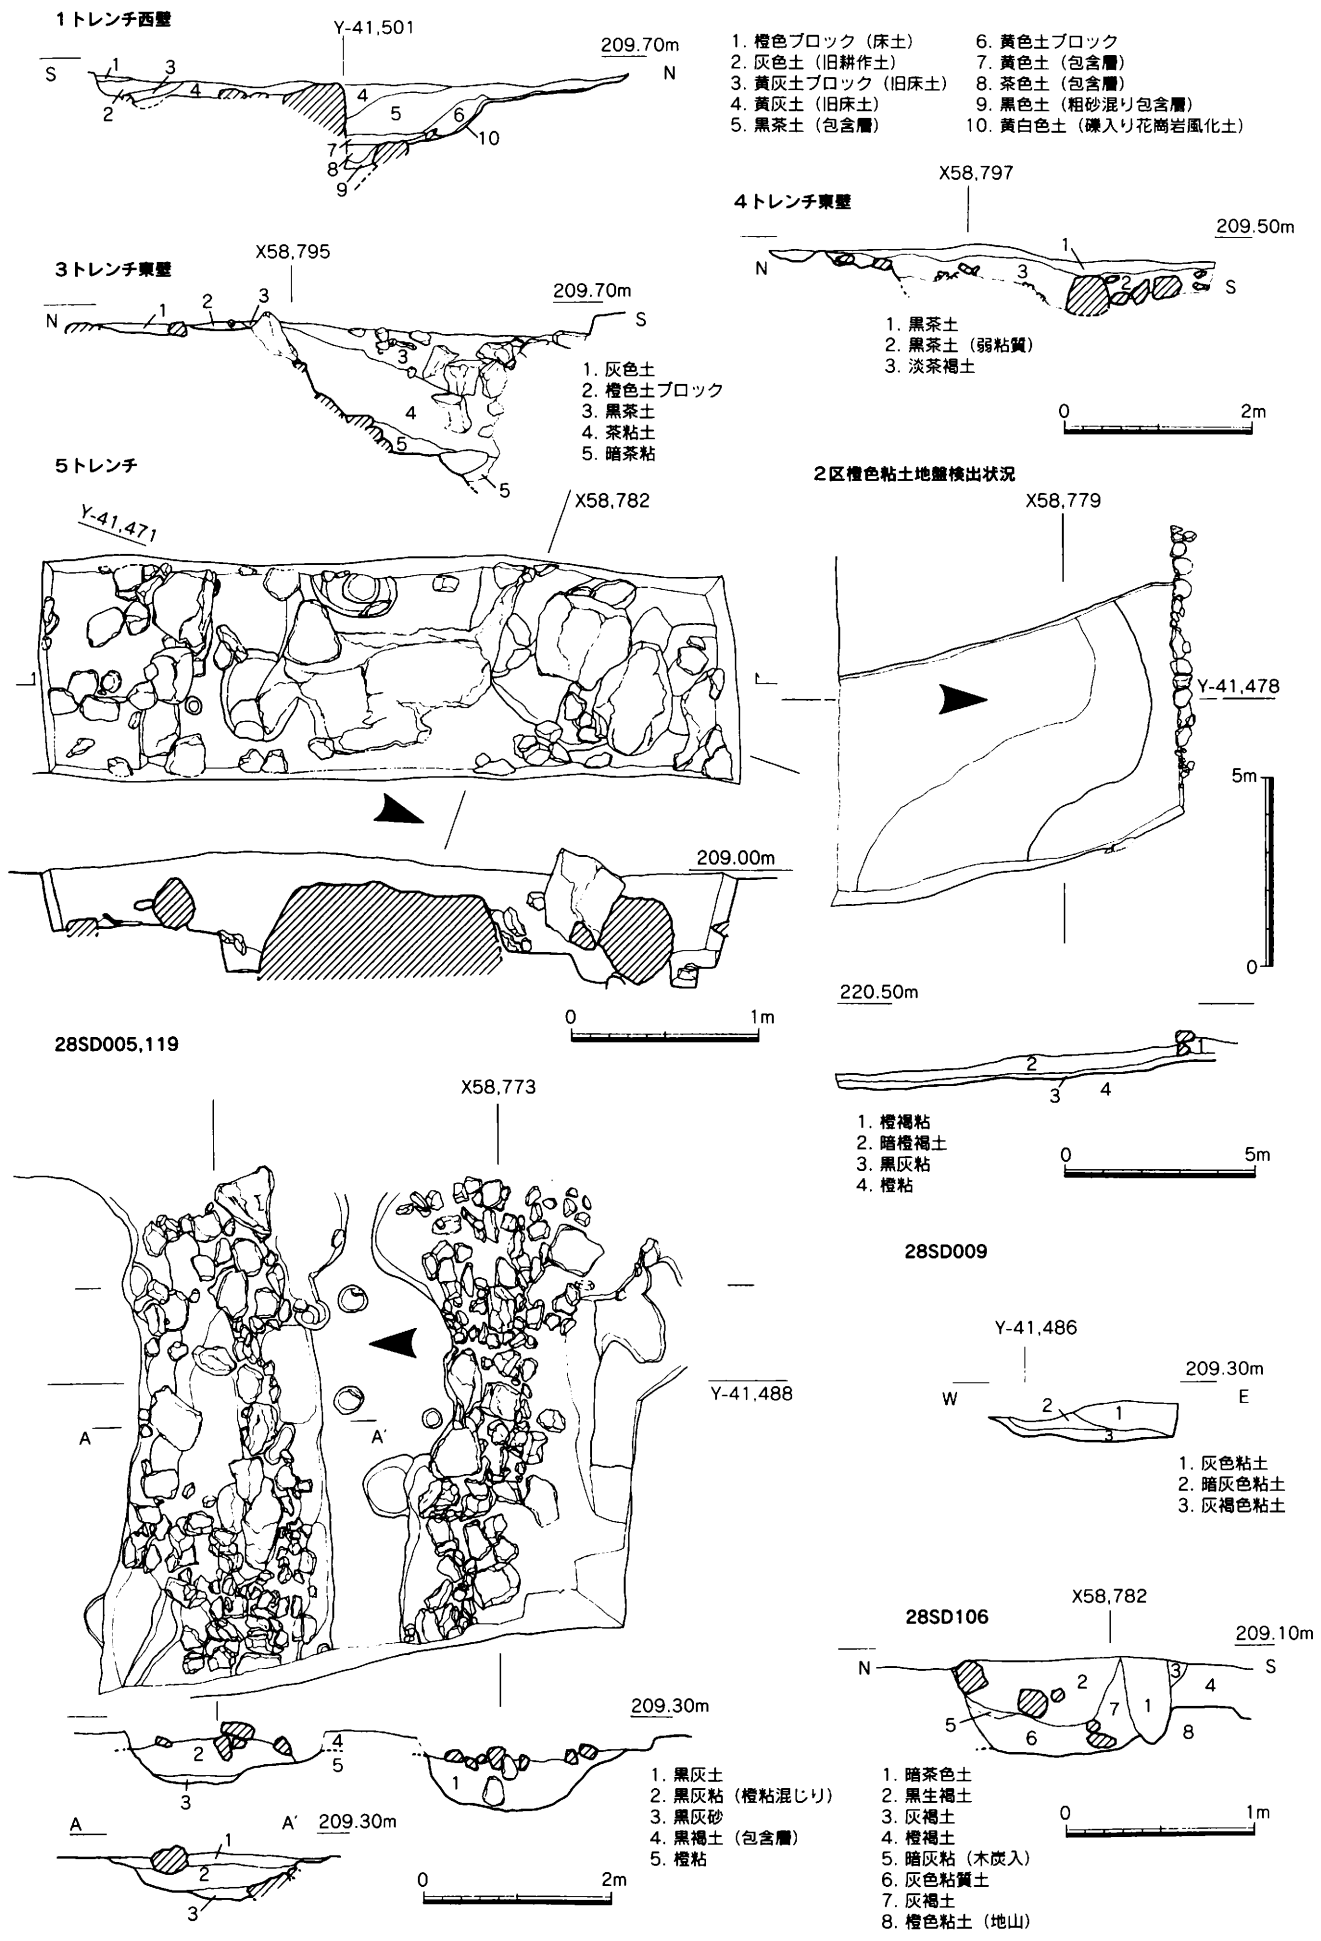 1トレンチ西壁
Y-41,501
209.70m
S
N
1
3
4
2
4
5
6
7
10
8
9
1. 橙色ブロック（床土）
2. 灰色土（旧耕作土）
3. 黄灰土ブロック（旧床土）
4. 黄灰土（旧床土）
5. 黒茶土（包含層）
6. 黄色土ブロック
7. 黄色土（包含層）
8. 茶色土（包含層）
9. 黒色土（粗砂混り包含層）
10. 黄白色土（礫入り花崗岩風化土）
3トレンチ東壁
X58,795
209.70m
N
S
1
2
3
3
4
5
5
1. 灰色土
2. 橙色土ブロック
3. 黒茶土
4. 茶粘土
5. 暗茶粘
4トレンチ東壁
X58,797
209.50m
N
S
1
3
2
1. 黒茶土
2. 黒茶土（弱粘質）
3. 淡茶褐土
0
2m
5トレンチ
Y-41,471
X58,782
209.00m
0
1m
2区橙色粘土地盤検出状況
X58,779
Y-41,478
5m
0
220.50m
1
2
3
4
1. 橙褐粘
2. 暗橙褐土
3. 黒灰粘
4. 橙粘
0
5m
28SD005,119
X58,773
Y-41,488
A
A′
209.30m
2
4
5
3
1
A
A′
209.30m
1
2
3
0
2m
1. 黒灰土
2. 黒灰粘（橙粘混じり）
3. 黒灰砂
4. 黒褐土（包含層）
5. 橙粘
28SD009
Y-41,486
209.30m
W
E
2
1
3
1. 灰色粘土
2. 暗灰色粘土
3. 灰褐色粘土
28SD106
X58,782
209.10m
N
S
2
3
4
7
1
5
6
8
1. 暗茶色土
2. 黒生褐土
3. 灰褐土
4. 橙褐土
5. 暗灰粘（木炭入）
6. 灰色粘質土
7. 灰褐土
8. 橙色粘土（地山）
0
1m